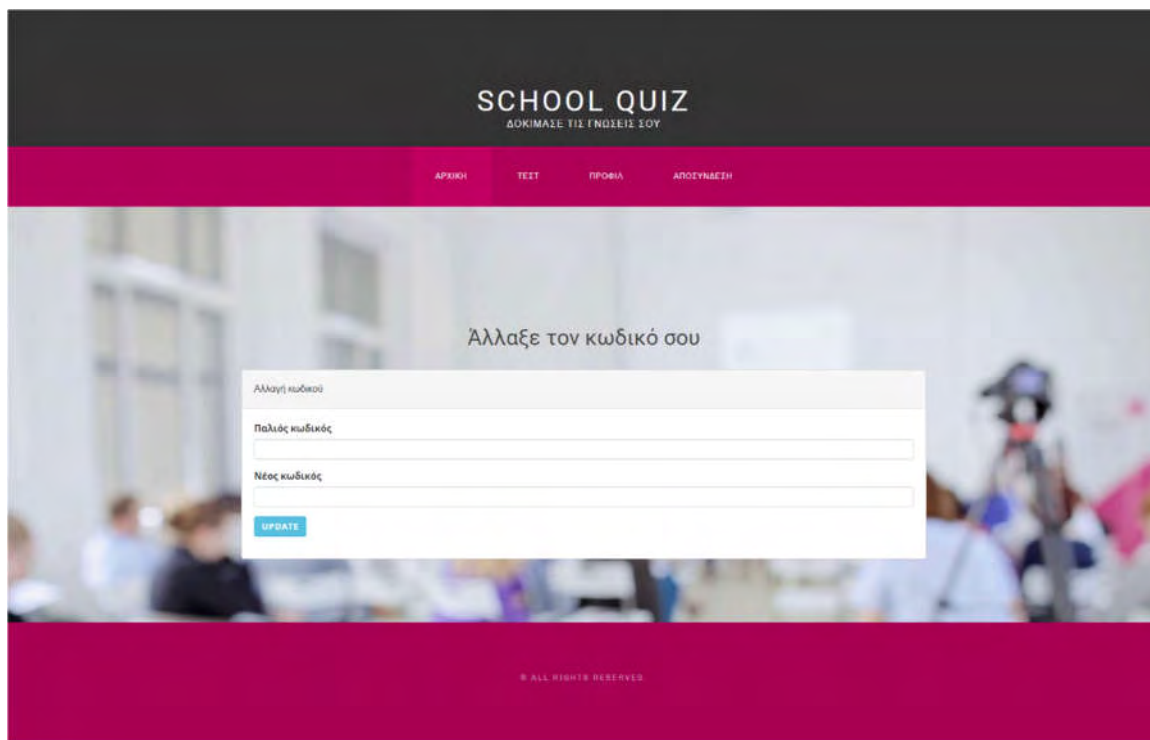 SCHOOL QUIZ
ΔΟΚΙΜΑΣΕ ΤΙΣ ΓΝΩΣΕΙΣ ΣΟΥ
ΑΡΧΙΚΗ ΤΕΣΤ ΠΡΟΦΙΛ ΑΠΟΣΥΝΔΕΣΗ
Άλλαξε τον κωδικό σου
Αλλαγή κωδικού
Παλιός κωδικός
Νέος κωδικός
UPDATE
© ALL RIGHTS RESERVED.